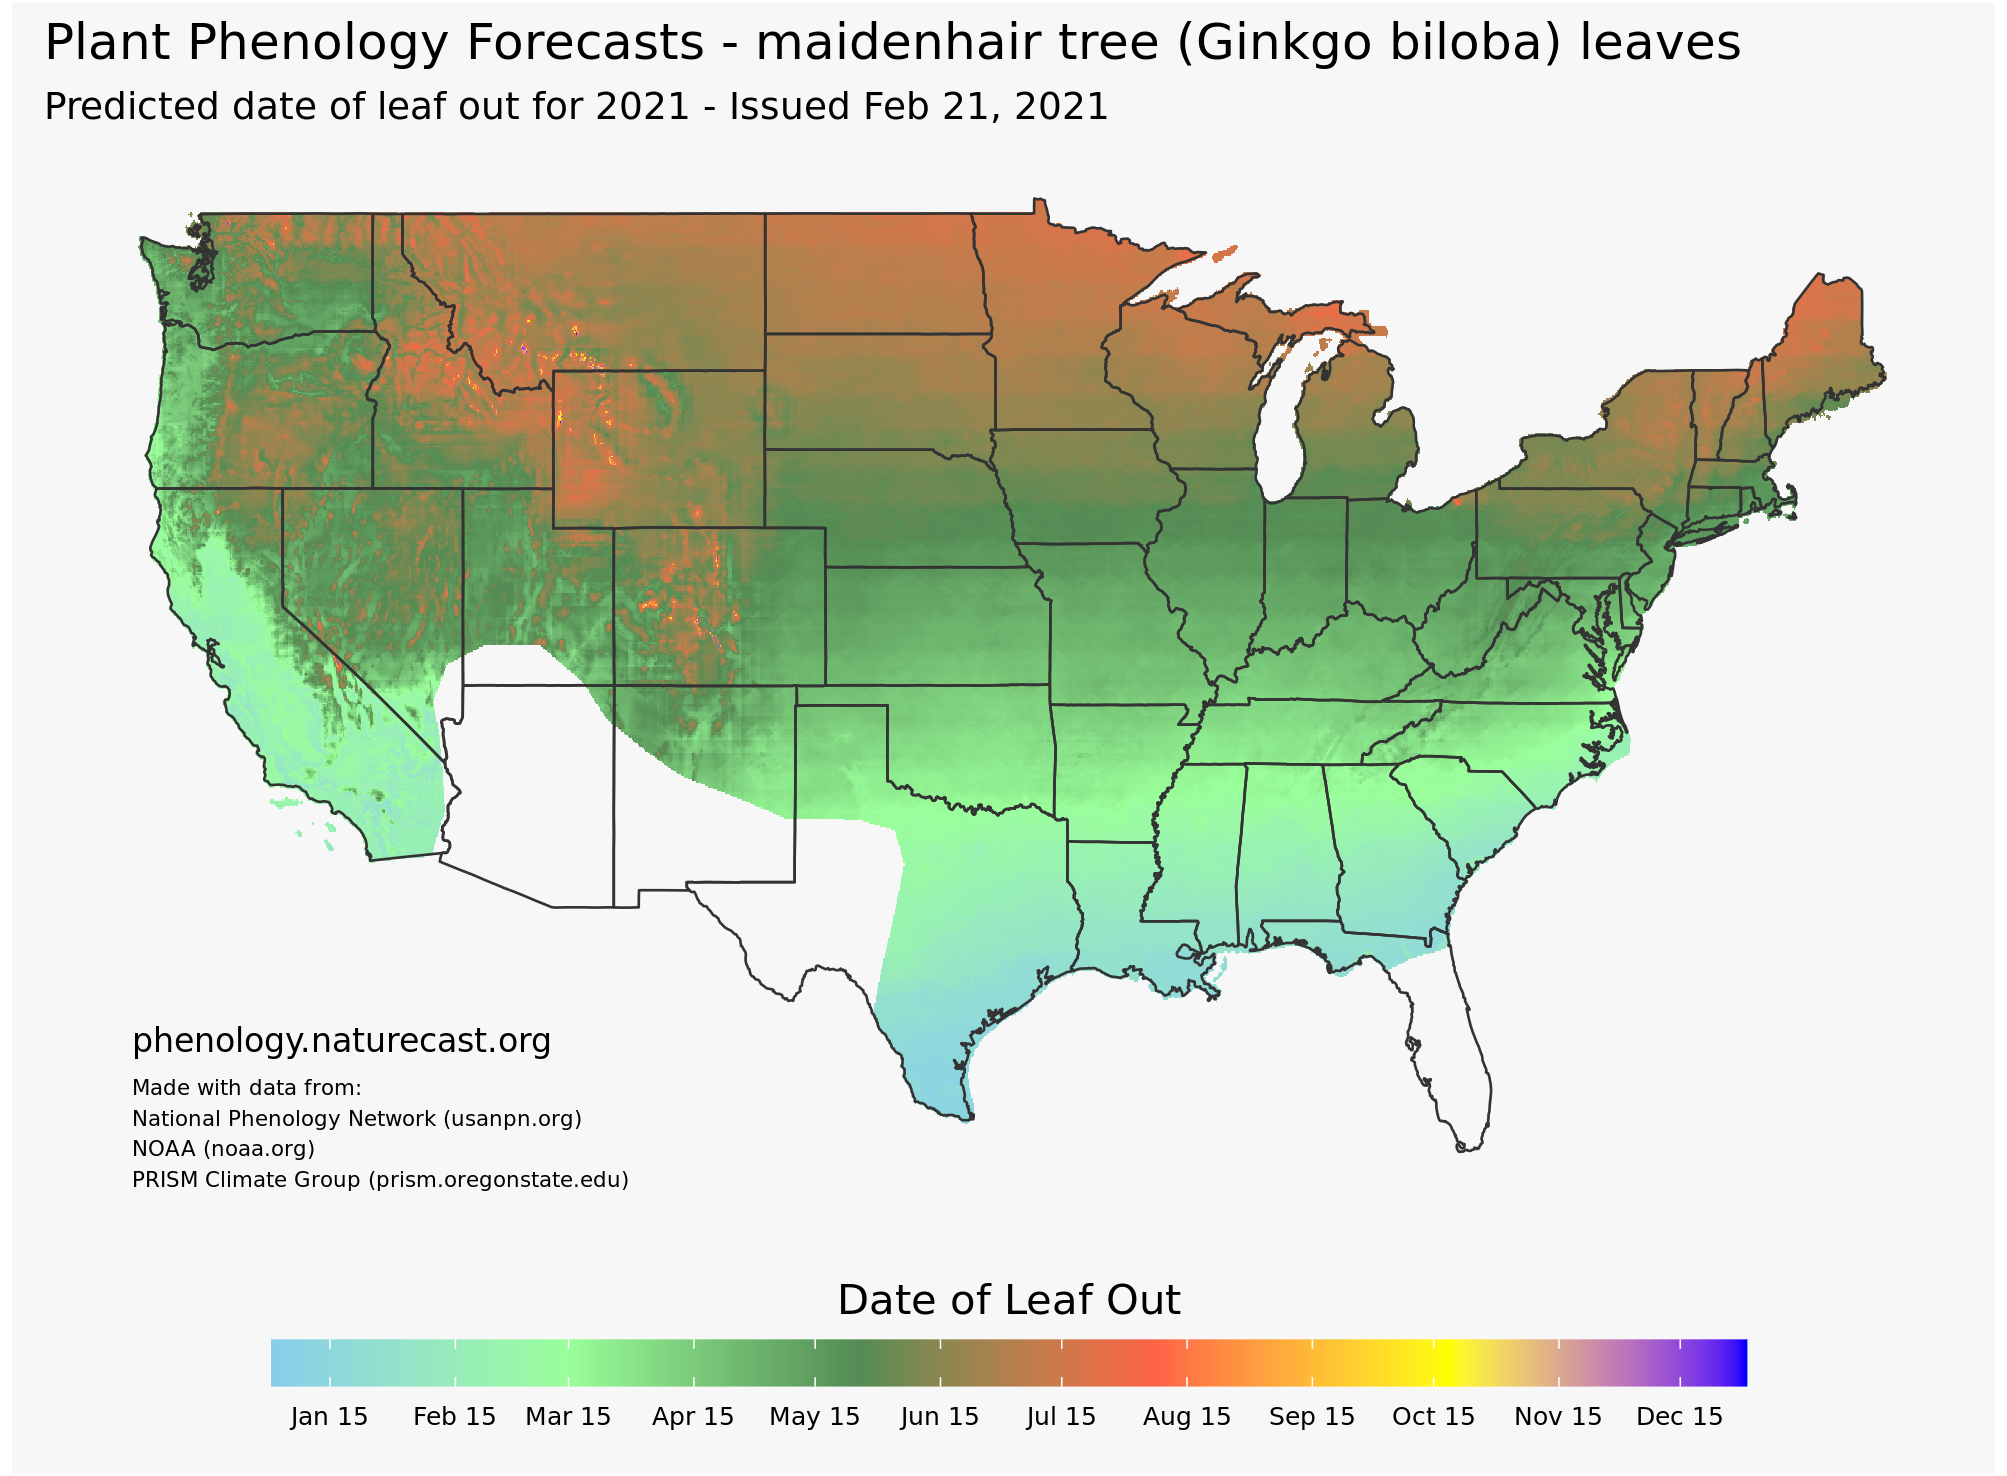 Plant Phenology Forecasts - maidenhair tree (Ginkgo biloba) leaves
Predicted date of leaf out for 2021 - Issued Feb 21, 2021
phenology.naturecast.org
Made with data from:
National Phenology Network (usanpn.org)
NOAA (noaa.org)
PRISM Climate Group (prism.oregonstate.edu)
Date of Leaf Out
Jan 15 Feb 15 Mar 15 Apr 15 May 15 Jun 15 Jul 15 Aug 15 Sep 15 Oct 15 Nov 15 Dec 15